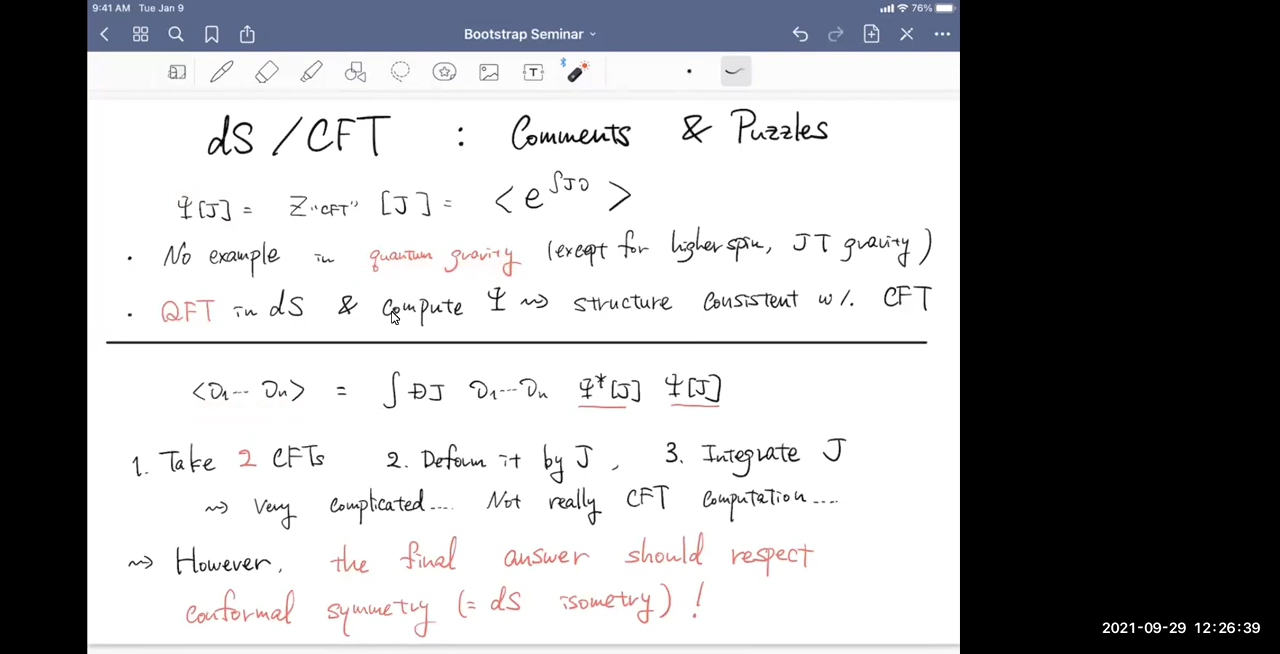 9:41 AM Tue Jan 9
76%
Bootstrap Seminar
T
dS/CFT : Comments & Puzzles
Ψ[J] = Z"CFT" [J] = < e^∫JO >
• No example in quantum gravity (except for higher spin, JT gravity)
• QFT in dS & compute Ψ ⇝ structure consistent w/. CFT
<O1... On> = ∫ DJ O1...On Ψ*[J] Ψ[J]
1. Take 2 CFTs 2. Deform it by J, 3. Integrate J
⇝ Very complicated.... Not really CFT computation....
⇝ However, the final answer should respect
conformal symmetry (= dS isometry) !
2021-09-29 12:26:39